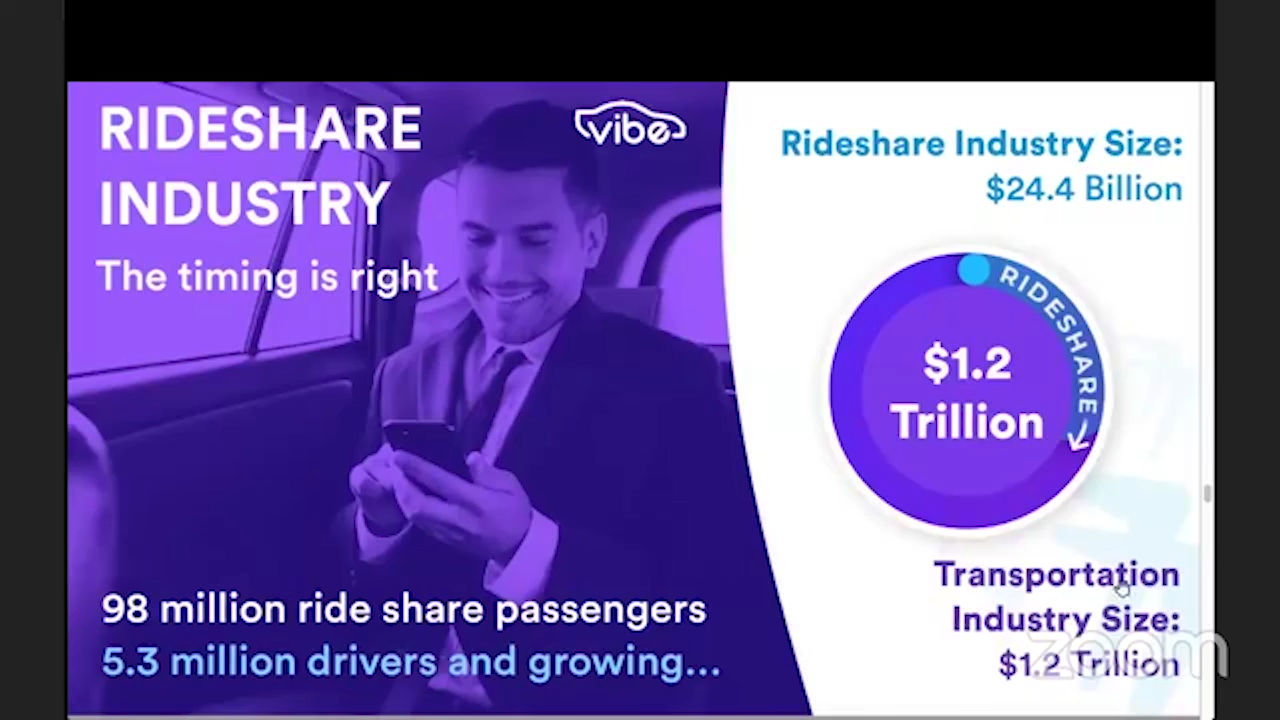 RIDESHARE
INDUSTRY
The timing is right
vibe
98 million ride share passengers
5.3 million drivers and growing...
Rideshare Industry Size:
$24.4 Billion
RIDESHARE
$1.2
Trillion
Transportation
Industry Size:
$1.2 Trillion
zoom